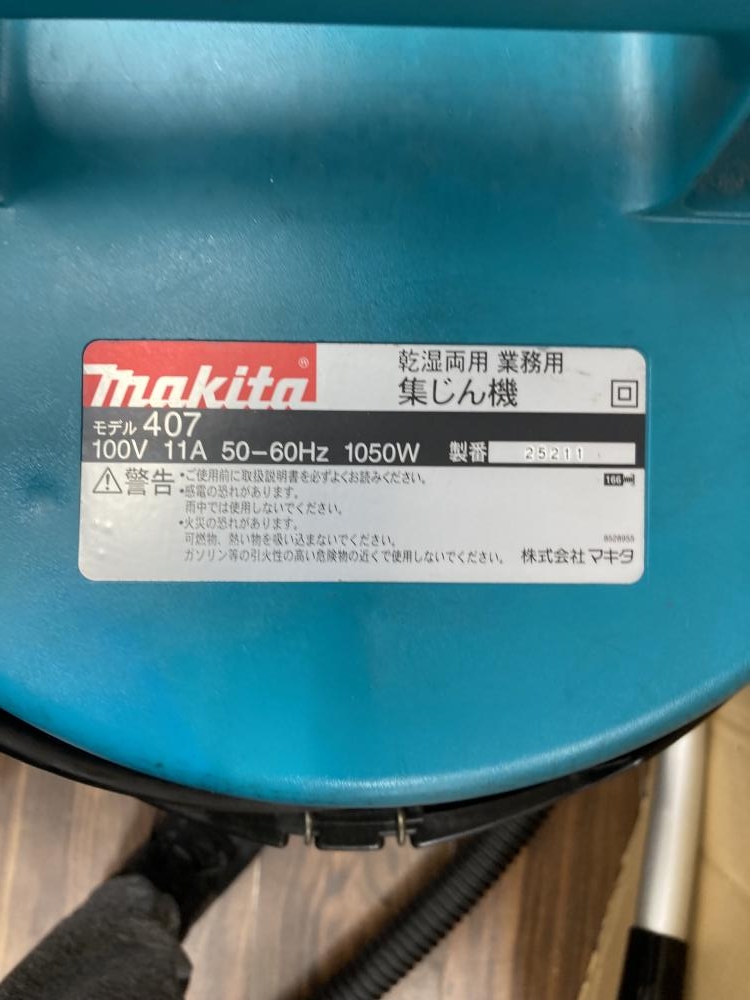 makita®
乾湿両用 業務用
集じん機
モデル 407
100V 11A 50-60Hz 1050W 製番 25211
⚠警告
・ご使用前に取扱説明書を必ずよくお読みください。
・感電の恐れがあります。
雨中では使用しないでください。
・火災の恐れがあります。
可燃物、熱い物を吸い込まないでください。
ガソリン等の引火性の高い危険物の近くで使用しないでください。
166
株式会社マキタ